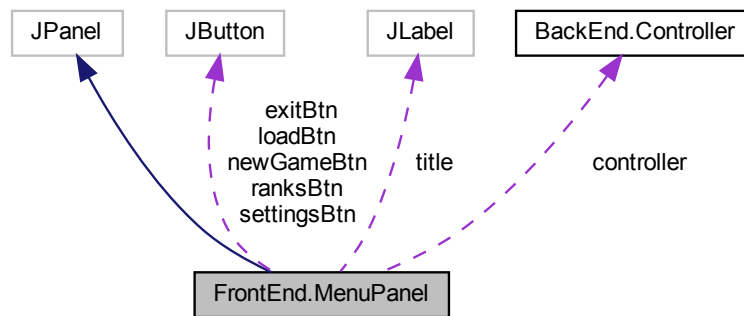 JPanel
JButton
JLabel
BackEnd.Controller
exitBtn
loadBtn
newGameBtn
ranksBtn
settingsBtn
title
controller
FrontEnd.MenuPanel